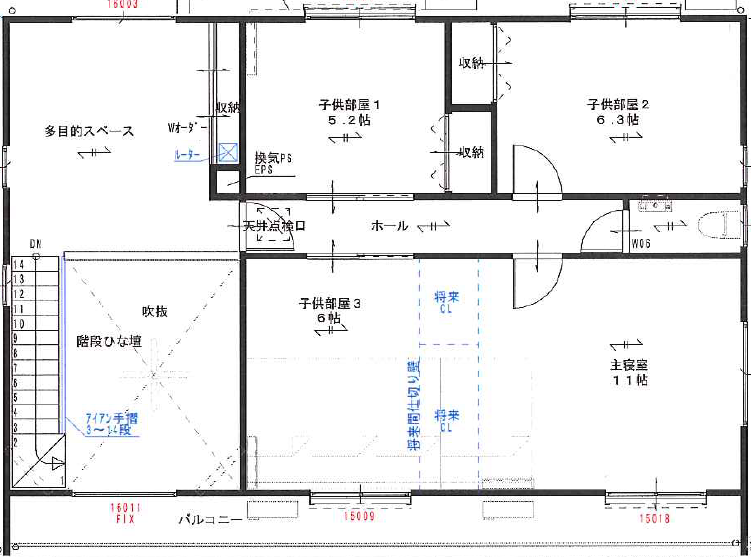 16003
収納
子供部屋1
5.2帖
子供部屋2
6.3帖
収納
多目的スペース
Wオーダー
ルーター
換気PS
EPS
収納
天井点検口
ホール
W06
DN
14
13
12
11
10
9
8
7
6
5
4
3
2
1
吹抜
階段ひな壇
子供部屋3
6帖
将来
CL
将来間仕切り壁
将来
CL
主寝室
11帖
アイアン手摺
3～14段
16011
FIX
バルコニー
15009
15018